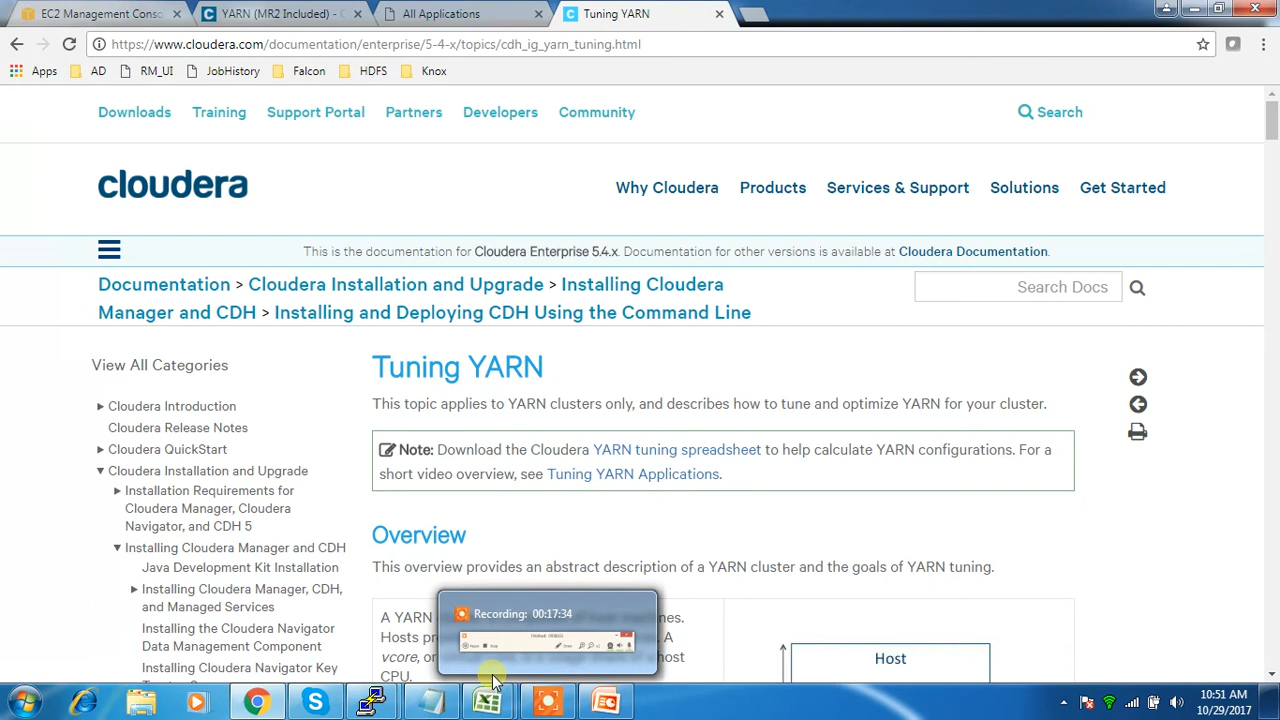 EC2 Management Conso
YARN (MR2 Included) - C
All Applications
Tuning YARN
https://www.cloudera.com/documentation/enterprise/5-4-x/topics/cdh_ig_yarn_tuning.html
Apps AD RM_UI JobHistory Falcon HDFS Knox
Downloads Training Support Portal Partners Developers Community Search
cloudera
Why Cloudera Products Services & Support Solutions Get Started
This is the documentation for Cloudera Enterprise 5.4.x. Documentation for other versions is available at Cloudera Documentation.
Documentation > Cloudera Installation and Upgrade > Installing Cloudera
Manager and CDH > Installing and Deploying CDH Using the Command Line
Search Docs
View All Categories
Cloudera Introduction
Cloudera Release Notes
Cloudera QuickStart
Cloudera Installation and Upgrade
Installation Requirements for
Cloudera Manager, Cloudera
Navigator, and CDH 5
Installing Cloudera Manager and CDH
Java Development Kit Installation
Installing Cloudera Manager, CDH,
and Managed Services
Installing the Cloudera Navigator
Data Management Component
Installing Cloudera Navigator Key
Tuning YARN
This topic applies to YARN clusters only, and describes how to tune and optimize YARN for your cluster.
Note: Download the Cloudera YARN tuning spreadsheet to help calculate YARN configurations. For a
short video overview, see Tuning YARN Applications.
Overview
This overview provides an abstract description of a YARN cluster and the goals of YARN tuning.
A YARN machines.
Hosts A
vcore, or host
CPU.
Host
Recording: 00:17:34
10:51 AM
10/29/2017